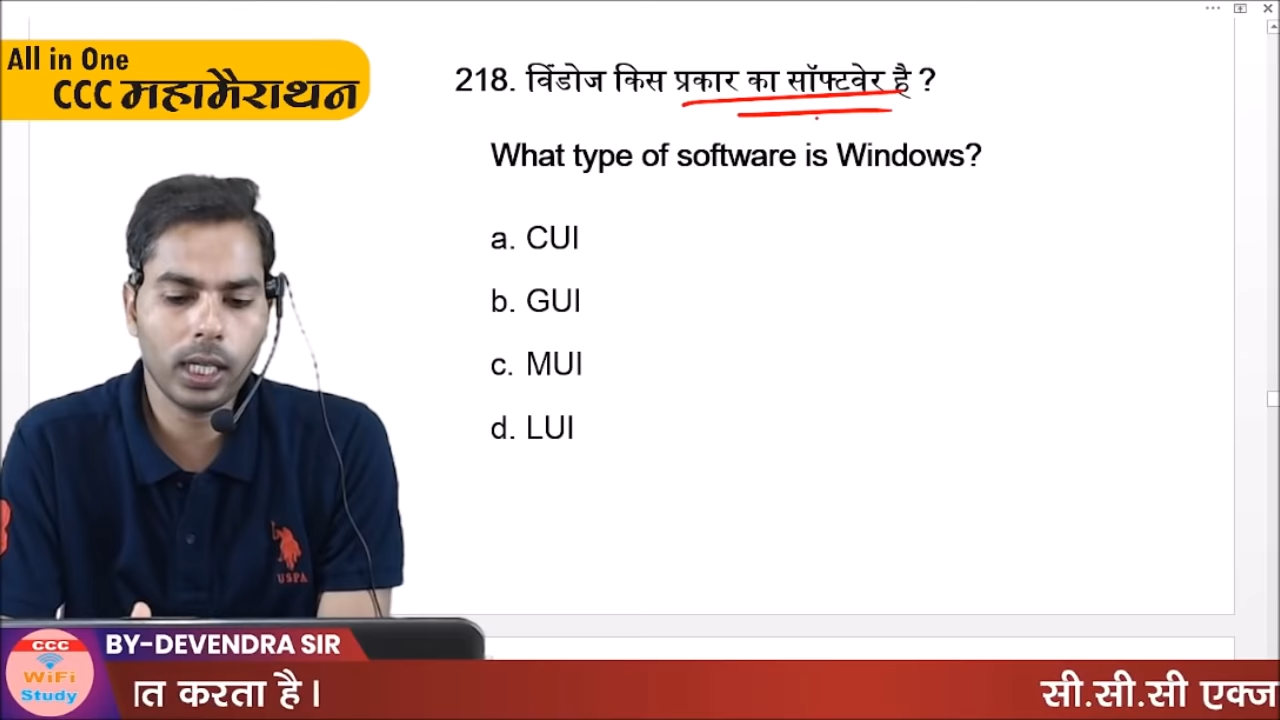 All in One
CCC महामैराथन
218. विंडोज किस प्रकार का सॉफ्टवेर है ?
What type of software is Windows?
a. CUI
b. GUI
c. MUI
d. LUI
USPA
CCC
WiFi
Study
BY-DEVENDRA SIR
त करता है।
सी.सी.सी एक्ज